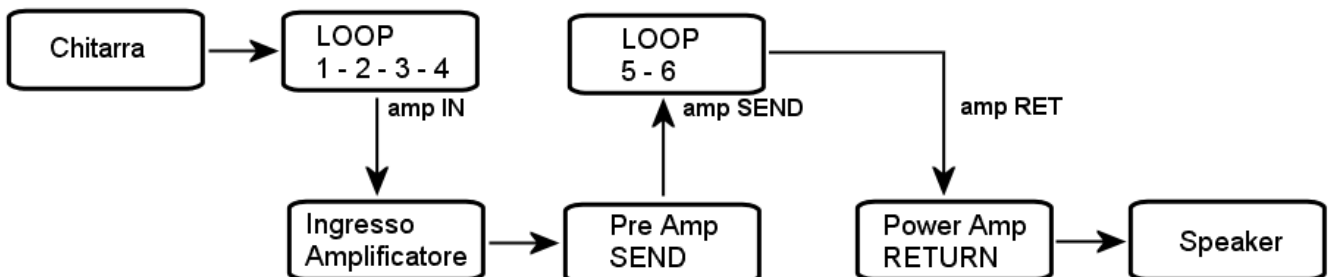 Chitarra
LOOP
1 - 2 - 3 - 4
LOOP
5 - 6
amp IN
amp SEND
amp RET
Ingresso
Amplificatore
Pre Amp
SEND
Power Amp
RETURN
Speaker